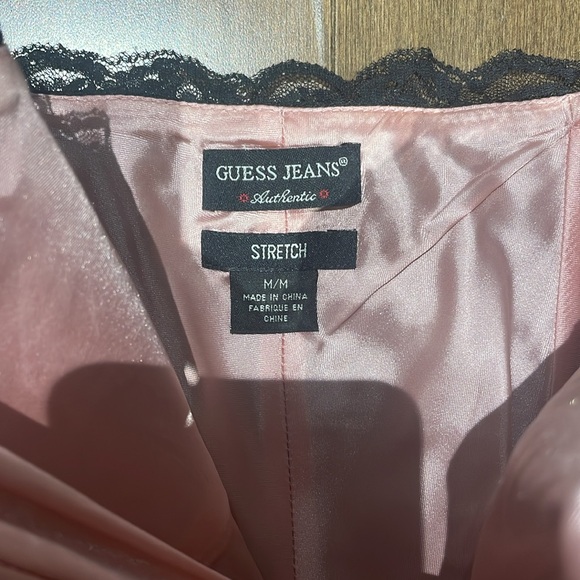 GUESS JEANS
Authentic
STRETCH
M/M
MADE IN CHINA
FABRIQUE EN
CHINE